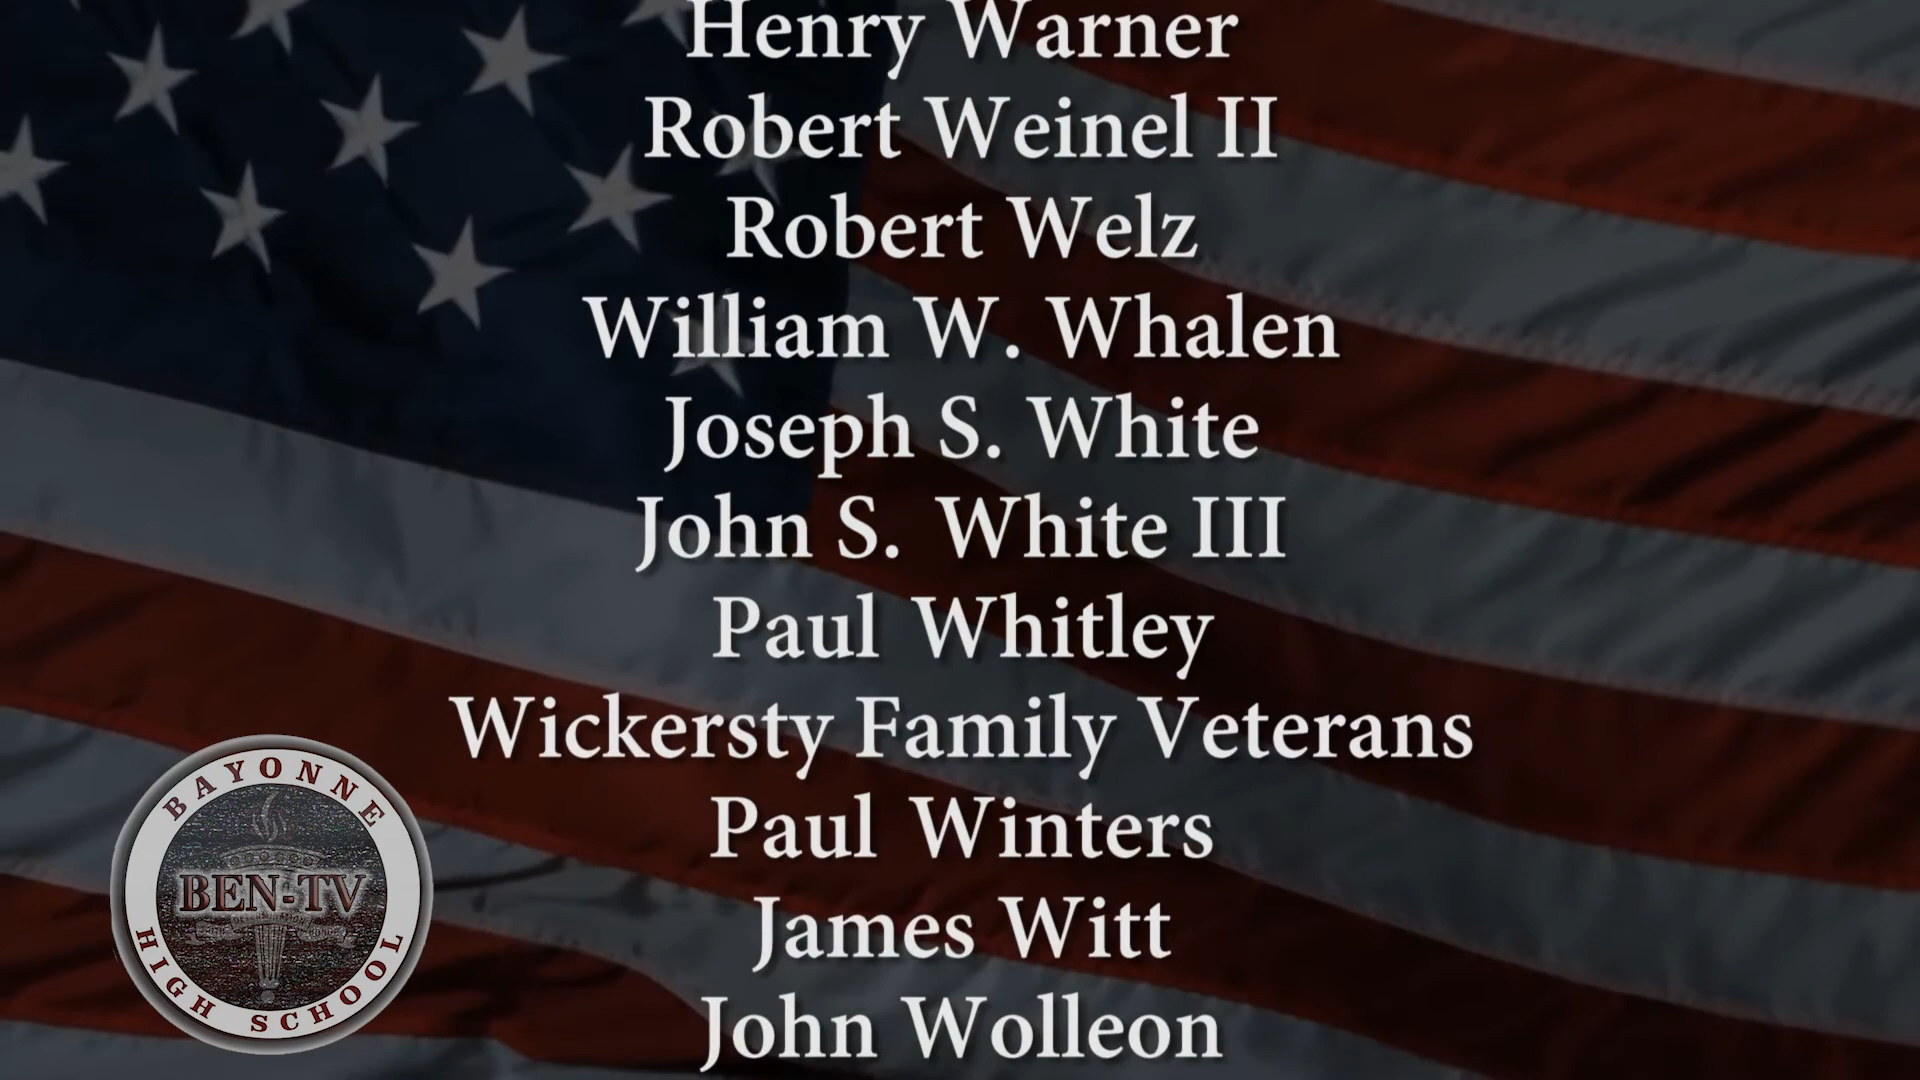 Henry Warner
Robert Weinel II
Robert Welz
William W. Whalen
Joseph S. White
John S. White III
Paul Whitley
Wickersty Family Veterans
Paul Winters
James Witt
John Wolleon
BAYONNE
BEN-TV
HIGH SCHOOL